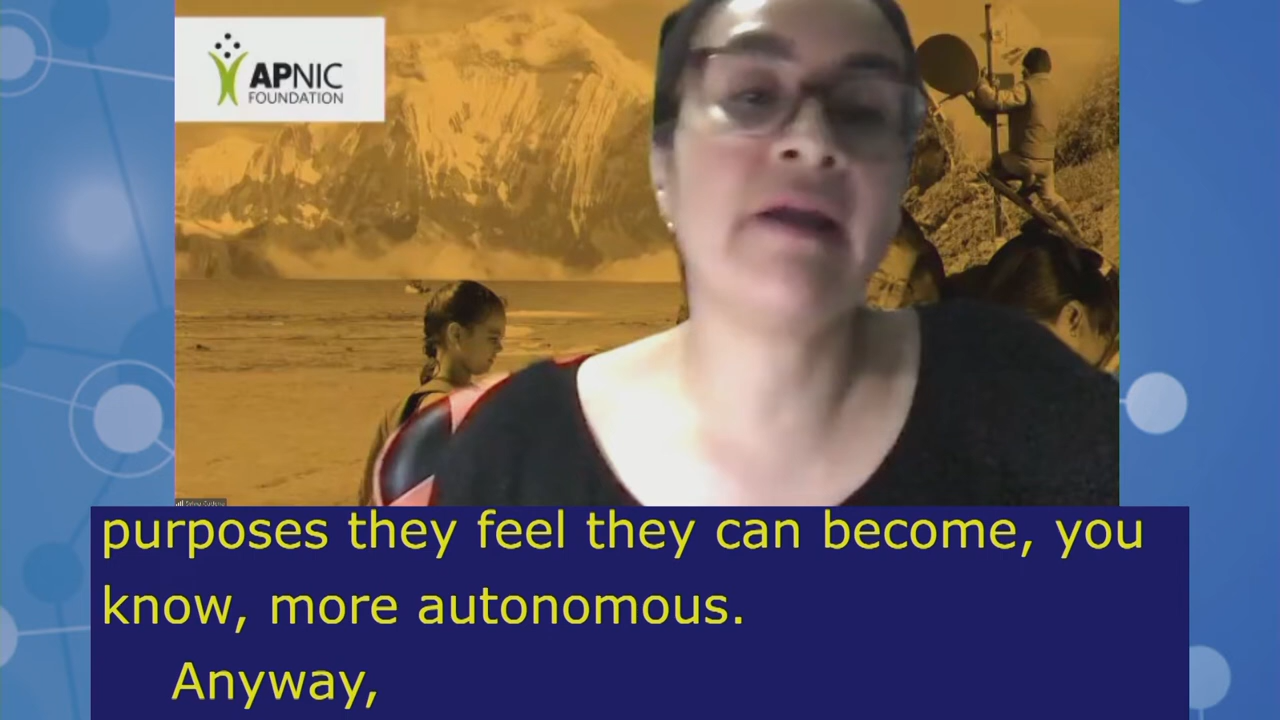 APNIC
FOUNDATION
purposes they feel they can become, you
know, more autonomous.
Anyway,